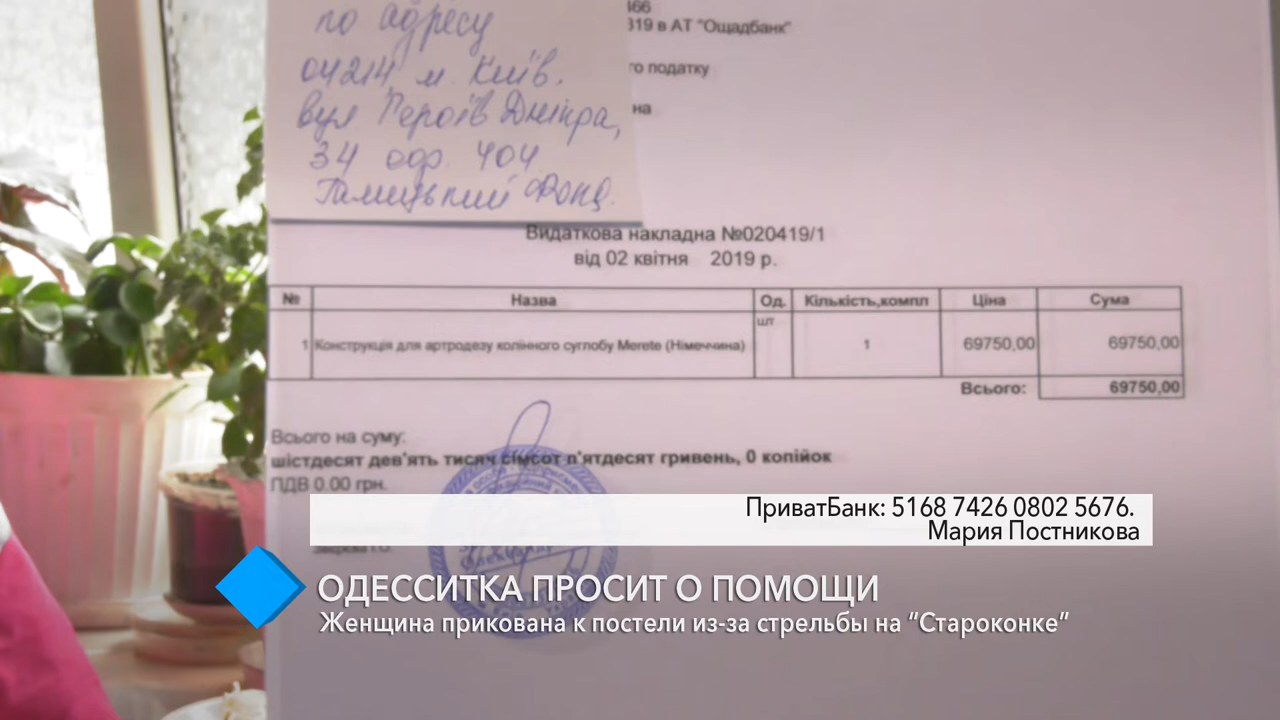 по адресу
04214 м. Київ.
вул Героїв Дніпра,
34 оф. 404
Фонд.
466
319 в АТ "Ощадбанк"
го податку
на
Видаткова накладна №020419/1
від 02 квітня 2019 р.
№ Назва Од. Кількість,компл Ціна Сума
1 Конструкція для артродезу колінного суглобу Merete (Німеччина) шт 1 69750,00 69750,00
Всього: 69750,00
Всього на суму:
шістдесят дев'ять тисяч сімсот п'ятдесят гривень, 0 копійок
ПДВ 0.00 грн.
ПриватБанк: 5168 7426 0802 5676.
Мария Постникова
ОДЕССИТКА ПРОСИТ О ПОМОЩИ
Женщина прикована к постели из-за стрельбы на “Староконке”